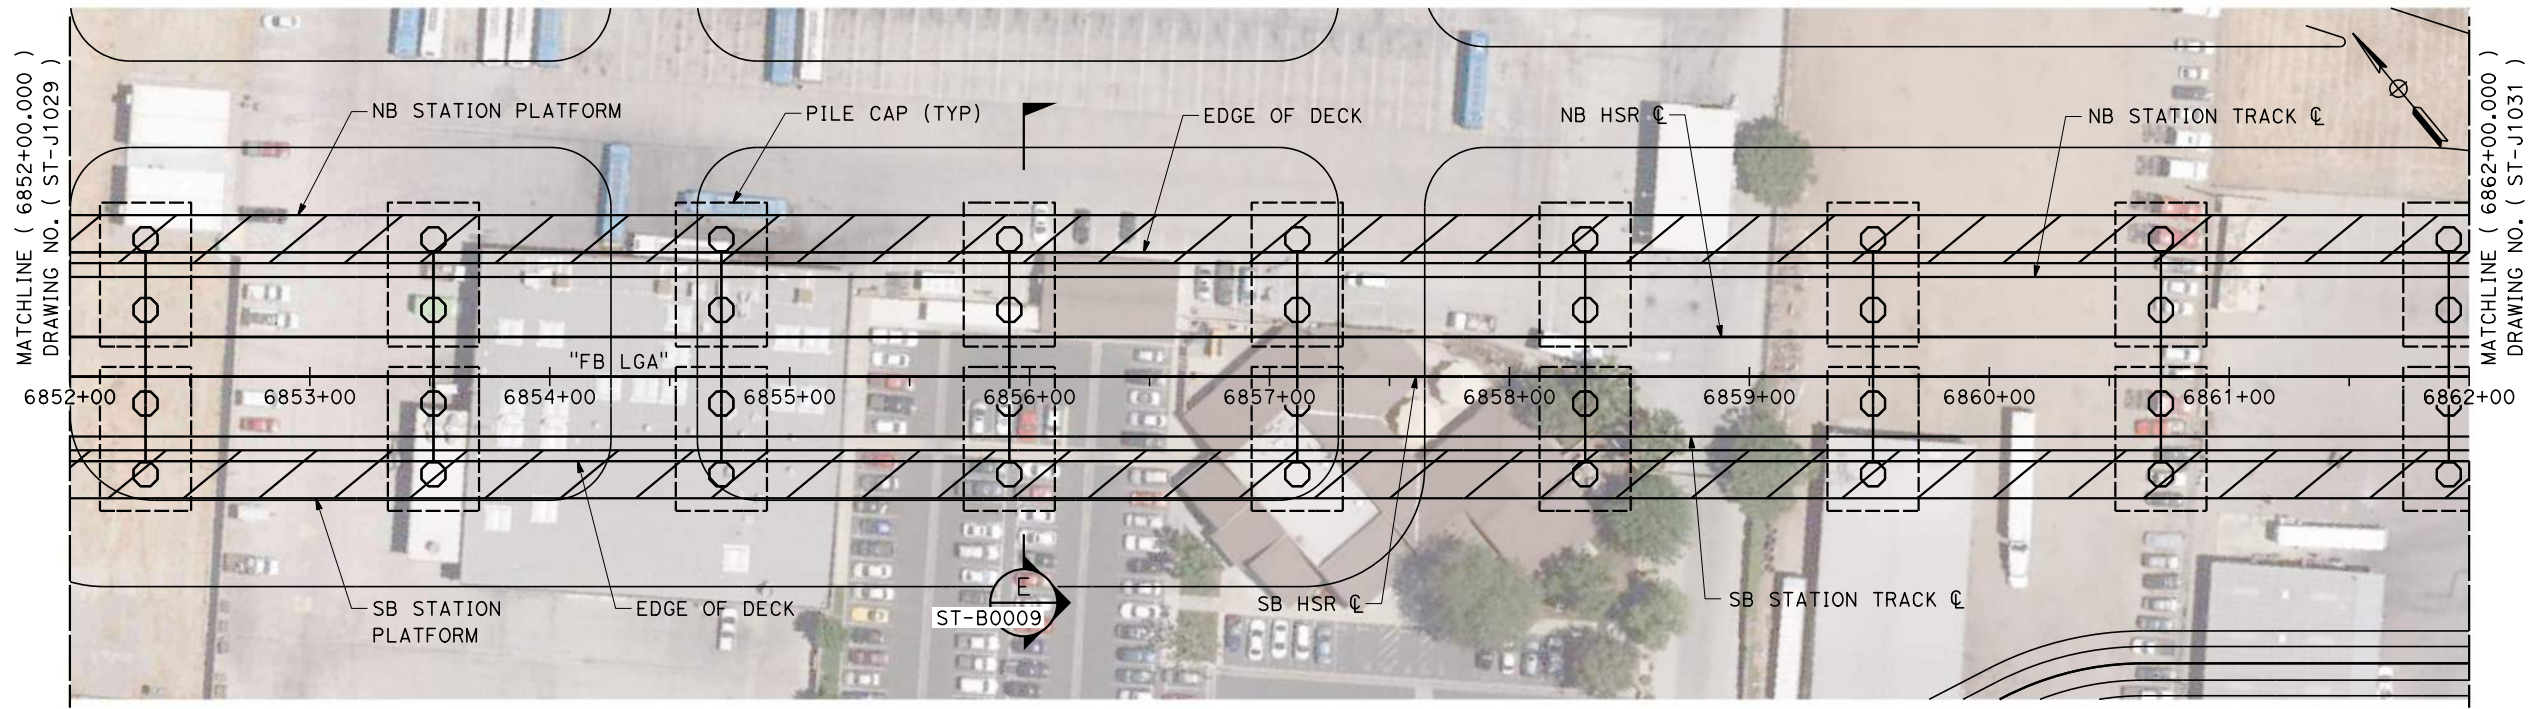 MATCHLINE ( 6852+00.000 )
DRAWING NO. ( ST-J1029 )
NB STATION PLATFORM
PILE CAP (TYP)
EDGE OF DECK
NB HSR ℄
NB STATION TRACK ℄
MATCHLINE ( 6862+00.000 )
DRAWING NO. ( ST-J1031 )
"FB LGA"
6852+00
6853+00
6854+00
6855+00
6856+00
6857+00
6858+00
6859+00
6860+00
6861+00
6862+00
SB STATION
PLATFORM
EDGE OF DECK
E
ST-B0009
SB HSR ℄
SB STATION TRACK ℄